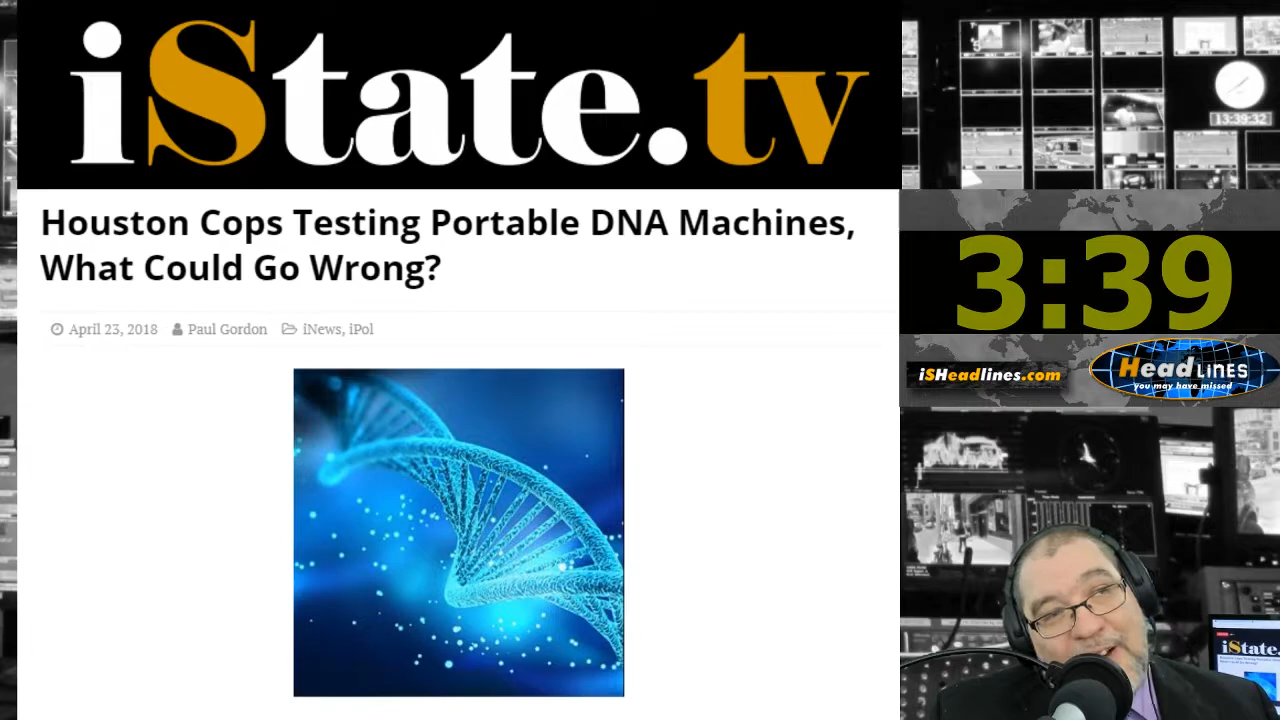 iState.tv
13:39:32
Houston Cops Testing Portable DNA Machines,
What Could Go Wrong?
April 23, 2018 Paul Gordon iNews, iPol
3:39
iSHeadlines.com
HeadLINES
you may have missed
iState.